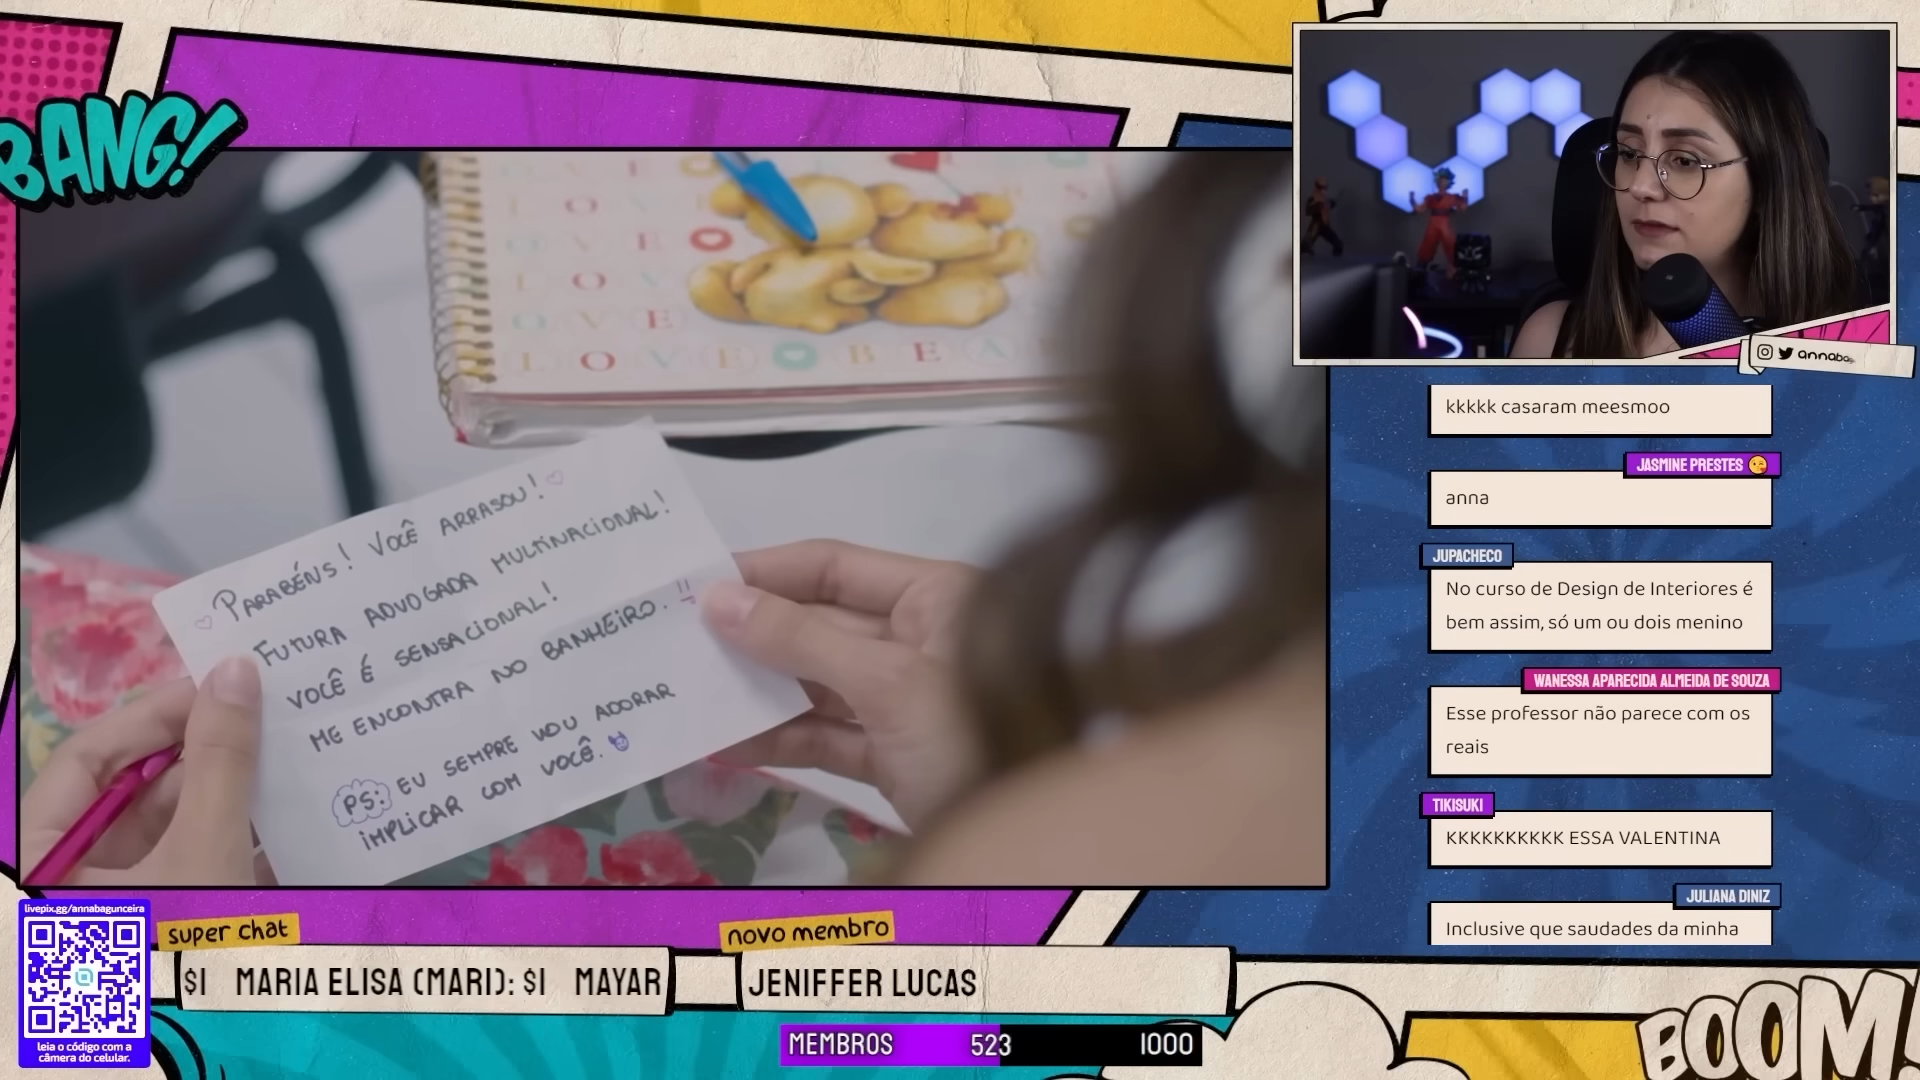 BANG!
L O V E
L O V E
L O V E
L O V E B E A
♡ PARABÉNS! VOCÊ ARRASOU! ♡
FUTURA ADVOGADA MULTINACIONAL!
VOCÊ É SENSACIONAL!
ME ENCONTRA NO BANHEIRO. !!
PS: EU SEMPRE VOU ADORAR
IMPLICAR COM VOCÊ. 😈
kkkkk casaram meesmoo
JASMINE PRESTES 😘
anna
JUPACHECO
No curso de Design de Interiores é
bem assim, só um ou dois menino
WANESSA APARECIDA ALMEIDA DE SOUZA
Esse professor não parece com os
reais
TIKISUKI
KKKKKKKKKK ESSA VALENTINA
JULIANA DINIZ
Inclusive que saudades da minha
livepix.gg/annabagunceira
leia o código com a
câmera do celular.
super chat
$1 MARIA ELISA (MARI): $1 MAYAR
novo membro
JENIFFER LUCAS
MEMBROS 523 1000
BOOM!